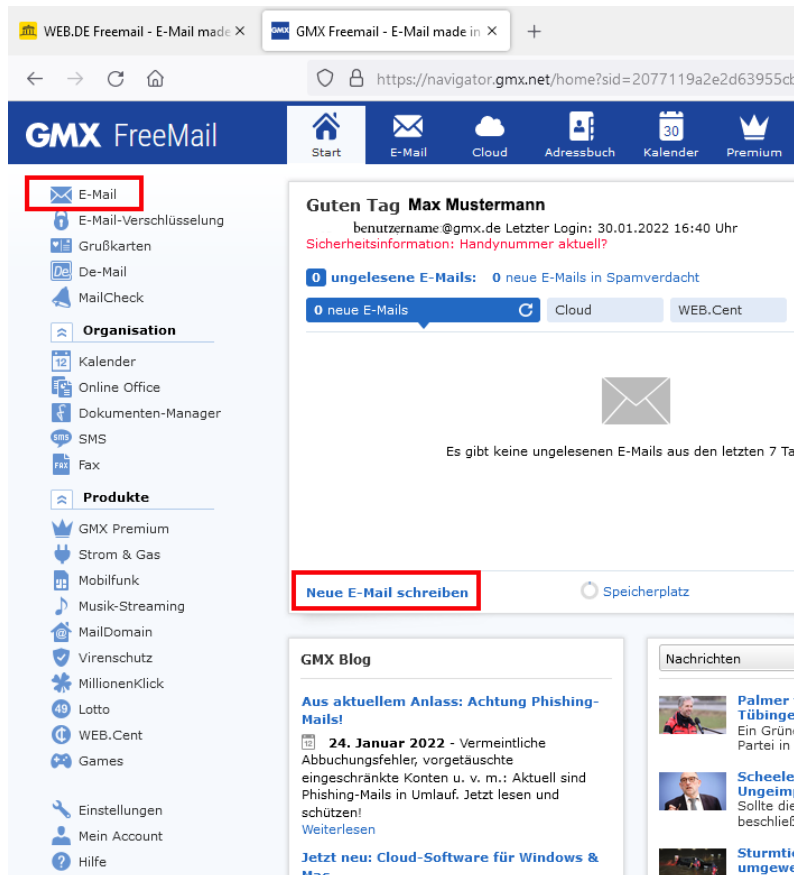 WEB.DE Freemail - E-Mail made
GMX Freemail - E-Mail made in
https://navigator.gmx.net/home?sid=2077119a2e2d63955cb
GMX FreeMail
Start
E-Mail
Cloud
Adressbuch
30
Kalender
Premium
E-Mail
E-Mail-Verschlüsselung
Grußkarten
De De-Mail
MailCheck
Organisation
12 Kalender
Online Office
Dokumenten-Manager
sms SMS
FAX Fax
Produkte
GMX Premium
Strom & Gas
Mobilfunk
Musik-Streaming
@ MailDomain
Virenschutz
MillionenKlick
49 Lotto
WEB.Cent
Games
Einstellungen
Mein Account
? Hilfe
Guten Tag Max Mustermann
benutzername@gmx.de Letzter Login: 30.01.2022 16:40 Uhr
Sicherheitsinformation: Handynummer aktuell?
0 ungelesene E-Mails: 0 neue E-Mails in Spamverdacht
0 neue E-Mails
Cloud
WEB.Cent
Es gibt keine ungelesenen E-Mails aus den letzten 7 Ta
Neue E-Mail schreiben
Speicherplatz
GMX Blog
Aus aktuellem Anlass: Achtung Phishing-
Mails!
12 24. Januar 2022 - Vermeintliche
Abbuchungsfehler, vorgetäuschte
eingeschränkte Konten u. v. m.: Aktuell sind
Phishing-Mails in Umlauf. Jetzt lesen und
schützen!
Weiterlesen
Jetzt neu: Cloud-Software für Windows &
Nachrichten
Palmer
Tübinge
Ein Grün
Partei in
Scheele
Ungeim
Sollte die
beschließ
Sturmti
umgewe